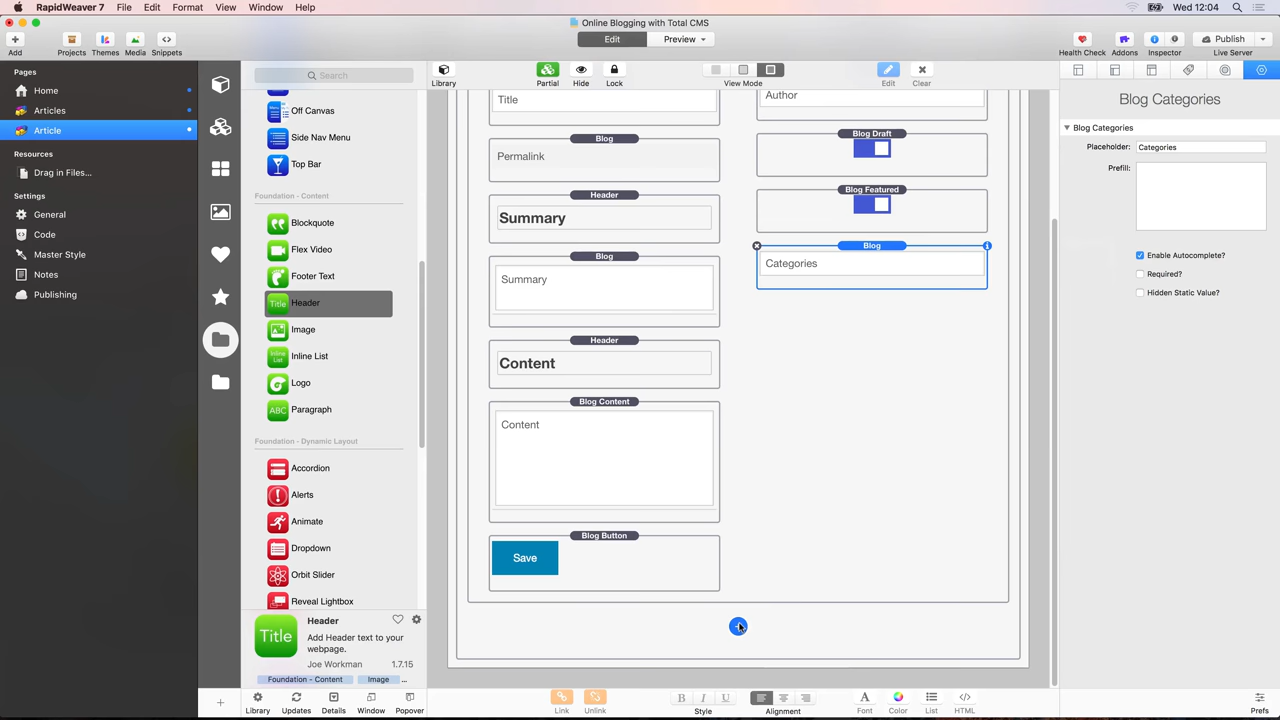 RapidWeaver 7 File Edit Format View Window Help
Wed 12:04
Online Blogging with Total CMS
Add
Projects
Themes
Media
Snippets
Edit
Preview
Health Check
Addons
Inspector
Publish
Live Server
Pages
Home
Articles
Article
Resources
Drag in Files...
Settings
General
Code
Master Style
Notes
Publishing
Search
Off Canvas
Side Nav Menu
Top Bar
Foundation - Content
Blockquote
Flex Video
Footer Text
Title
Header
Image
Inline List
Inline List
Logo
ABC
Paragraph
Foundation - Dynamic Layout
Accordion
Alerts
Animate
Dropdown
Orbit Slider
Reveal Lightbox
Title
Header
Add Header text to your
webpage.
Joe Workman
1.7.15
Foundation - Content
Image
...
Library
Updates
Details
Window
Popover
Library
Partial
Hide
Lock
View Mode
Edit
Clear
Title
Blog
Permalink
Header
Summary
Blog
Summary
Header
Content
Blog Content
Content
Blog Button
Save
Author
Blog Draft
Blog Featured
Blog
Categories
Link
Unlink
B I U
Style
Alignment
A
Font
Color
List
HTML
Prefs
Blog Categories
Blog Categories
Placeholder: Categories
Prefill:
Enable Autocomplete?
Required?
Hidden Static Value?